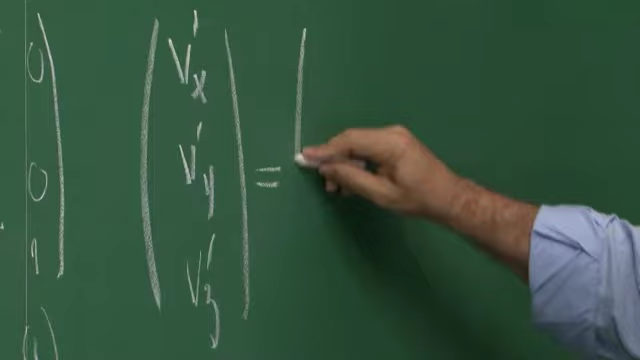 0 ) ( v'x ) = (
0 ) ( v'y )
1 ) ( v'z )